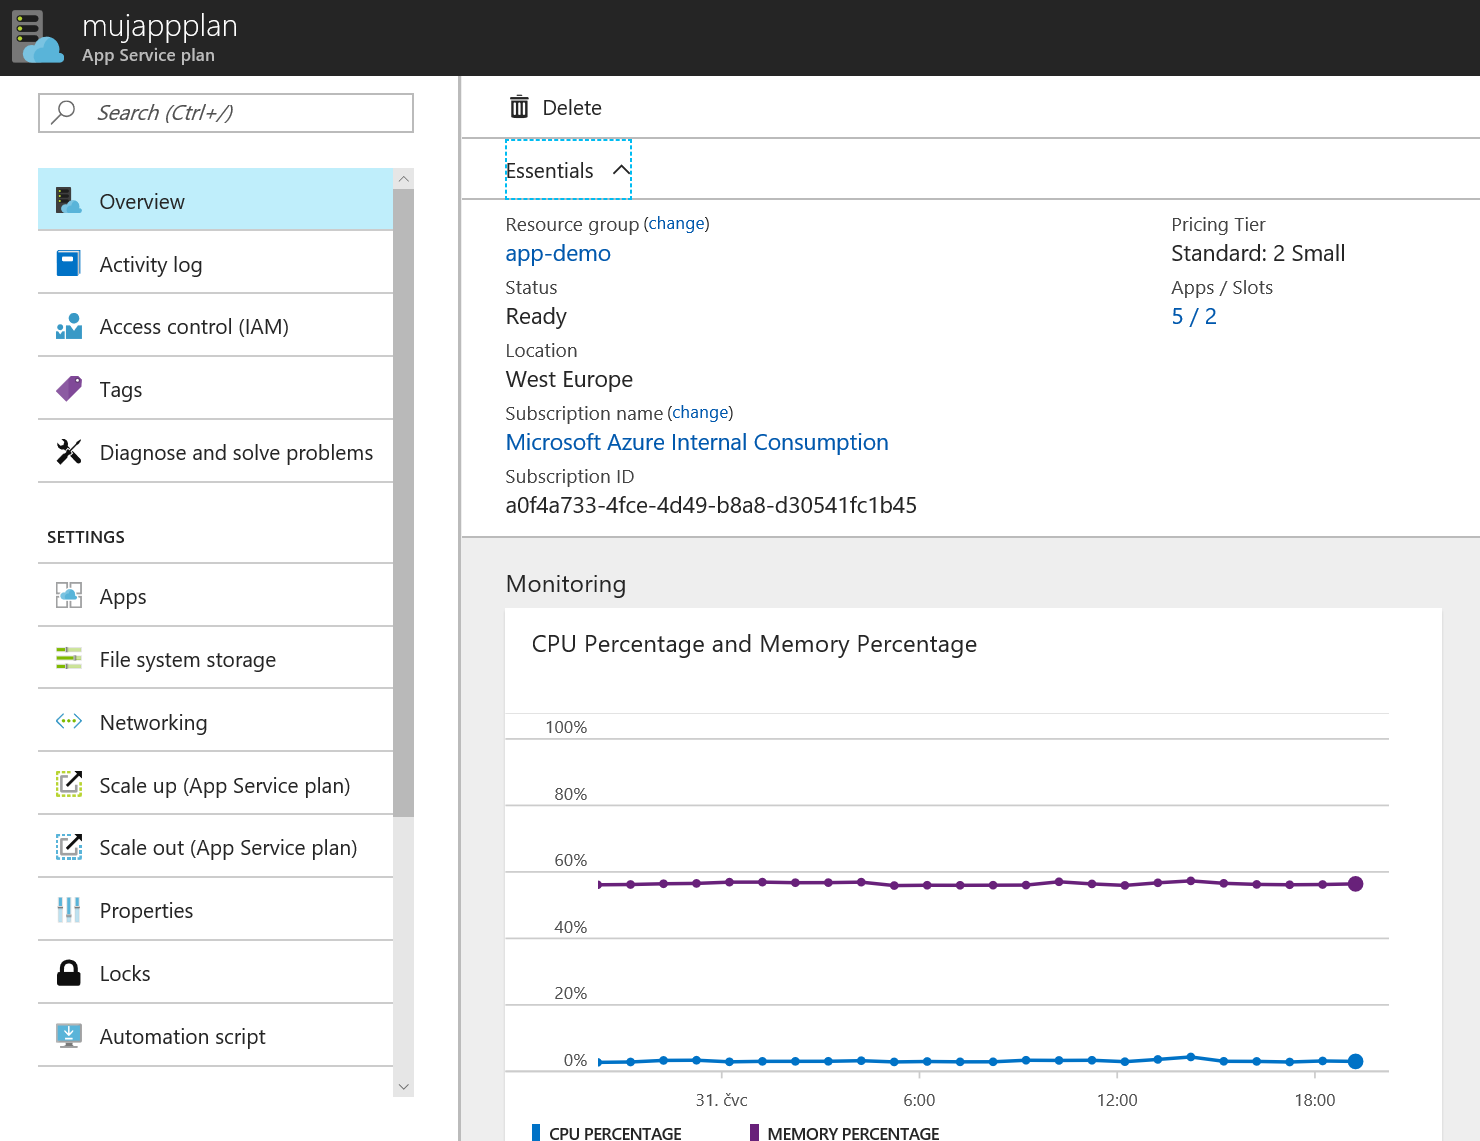 mujappplan
App Service plan
Search (Ctrl+/)
Overview
Activity log
Access control (IAM)
Tags
Diagnose and solve problems
SETTINGS
Apps
File system storage
Networking
Scale up (App Service plan)
Scale out (App Service plan)
Properties
Locks
Automation script
Delete
Essentials
Resource group (change)
app-demo
Status
Ready
Location
West Europe
Subscription name (change)
Microsoft Azure Internal Consumption
Subscription ID
a0f4a733-4fce-4d49-b8a8-d30541fc1b45
Pricing Tier
Standard: 2 Small
Apps / Slots
5 / 2
Monitoring
CPU Percentage and Memory Percentage
100%
80%
60%
40%
20%
0%
31. čvc 6:00 12:00 18:00
CPU PERCENTAGE MEMORY PERCENTAGE